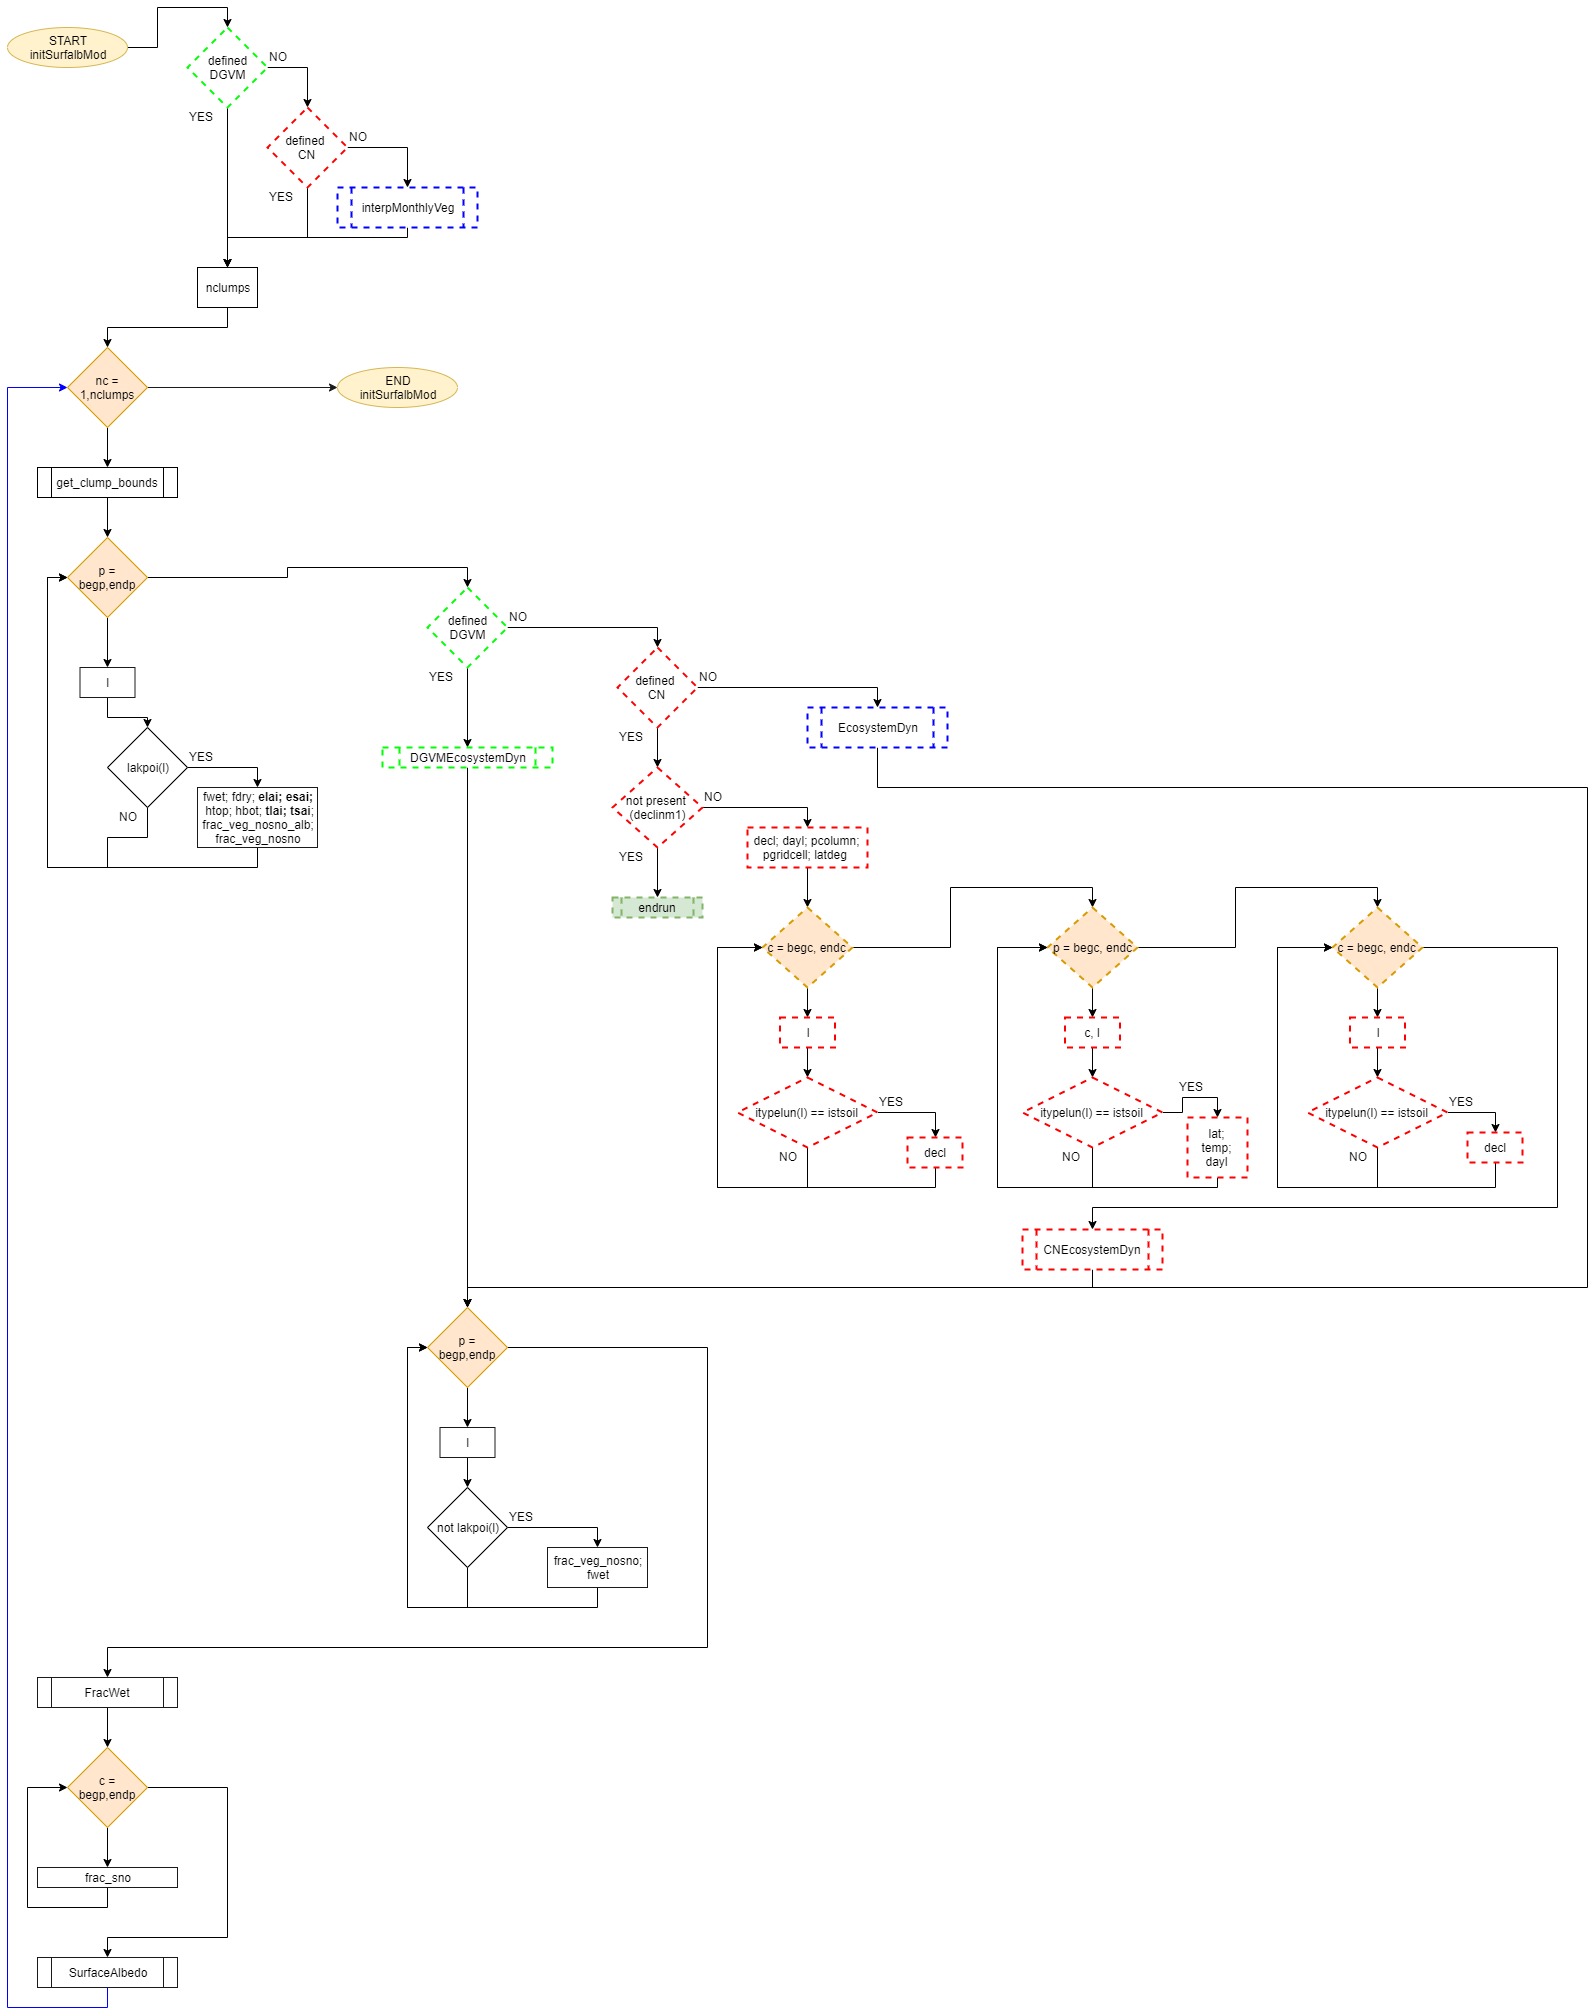 START
initSurfalbMod
defined
DGVM
NO
YES
defined
CN
NO
YES
interpMonthlyVeg
nclumps
nc =
1,nclumps
END
initSurfalbMod
get_clump_bounds
p =
begp,endp
l
lakpoi(l)
YES
NO
fwet; fdry; elai; esai;
htop; hbot; tlai; tsai;
frac_veg_nosno_alb;
frac_veg_nosno
defined
DGVM
NO
YES
DGVMEcosystemDyn
defined
CN
NO
YES
EcosystemDyn
not present
(declinm1)
NO
YES
endrun
decl; dayl; pcolumn;
pgridcell; latdeg
c = begc, endc
l
itypelun(l) == istsoil
YES
NO
decl
p = begc, endc
c, l
itypelun(l) == istsoil
YES
NO
lat;
temp;
dayl
c = begc, endc
l
itypelun(l) == istsoil
YES
NO
decl
CNEcosystemDyn
p =
begp,endp
l
not lakpoi(l)
YES
frac_veg_nosno;
fwet
FracWet
c =
begp,endp
frac_sno
SurfaceAlbedo